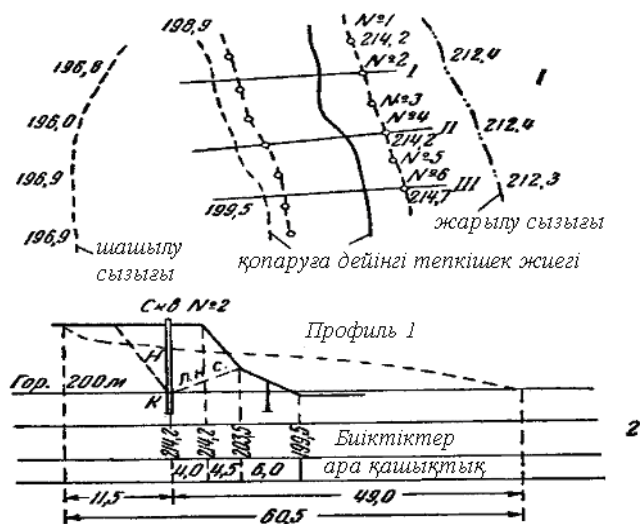 198,9
№1
214,2
№2
I
212,4
1
196,8
№3
№4
II
196,0
214,2
212,4
№5
196,9
№6
III
199,5
214,7
212,3
196,9
шашылу сызығы
қопаруға дейінгі тепкішек жиегі
жарылу сызығы
Скв №2
Профиль 1
Н
л.н.с.
Гор. 200м
К
214,2
214,2
203,5
199,5
Биіктіктер
2
4,0
4,5
6,0
ара қашықтық
11,5
49,0
60,5